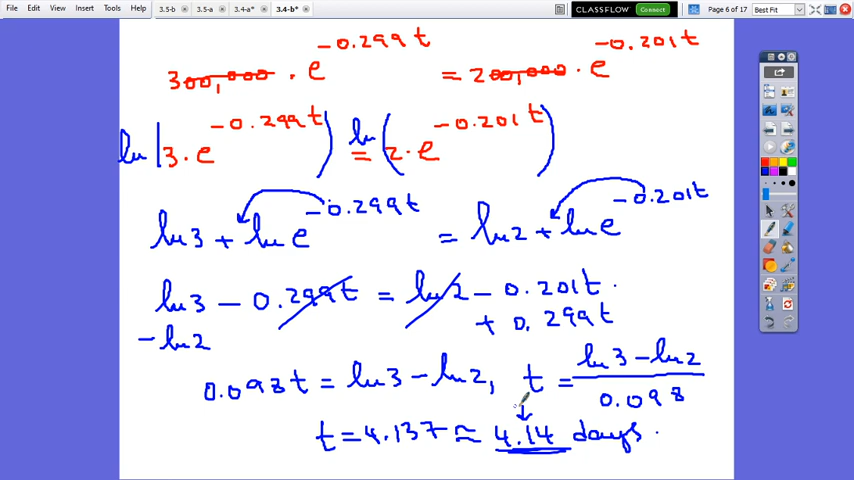 File Edit View Insert Tools Help 3.5-b 3.5-a 3.4-a* 3.4-b* CLASSFLOW Connect Page 6 of 17 Best Fit
300,000 · e^-0.299t = 200,000 · e^-0.201t
ln(3·e^-0.299t) ln= (2·e^-0.201t)
ln3 + ln e^-0.299t = ln2 + ln e^-0.201t
ln3 - 0.299t = ln2 - 0.201t ·
-ln2 + 0.299t
0.098t = ln3 - ln2, t = ln3 - ln2 / 0.098
t = 4.137 ≈ 4.14 days.